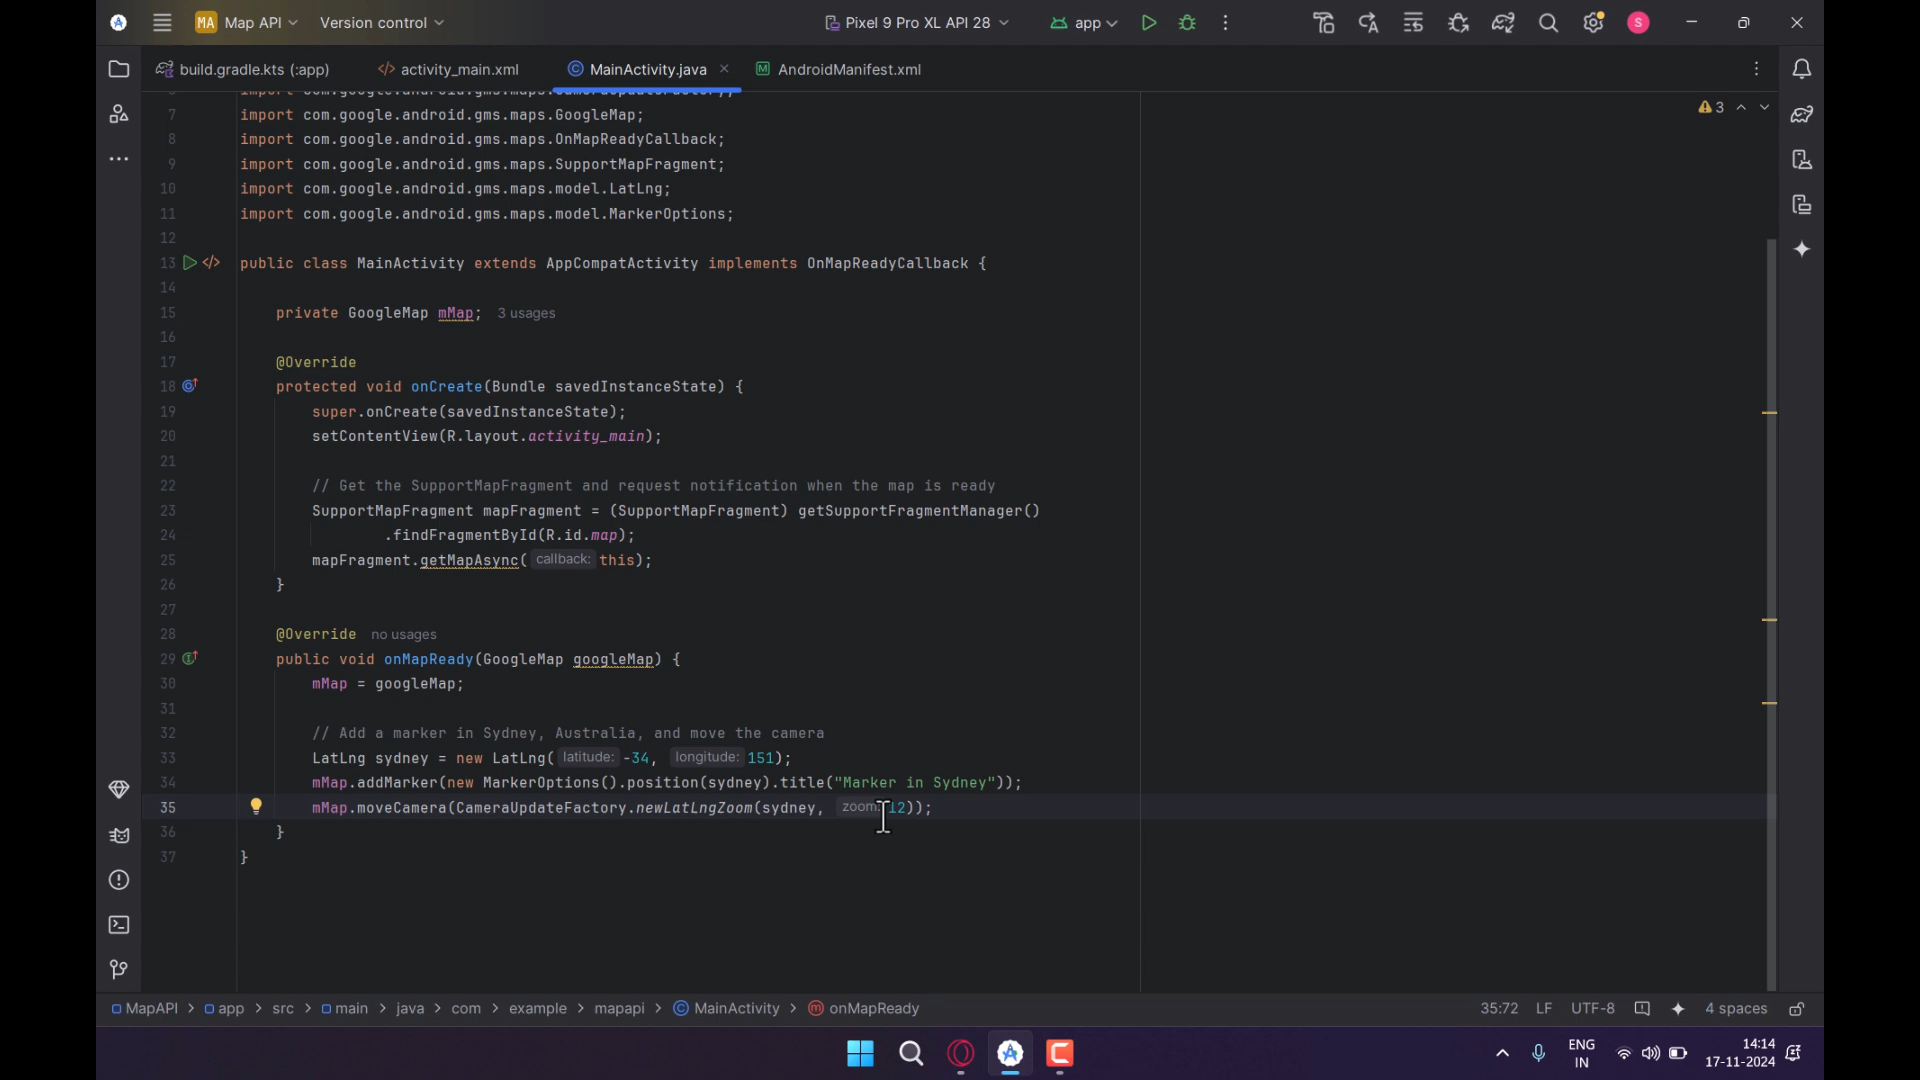 MA Map API
Version control
Pixel 9 Pro XL API 28
app
S
build.gradle.kts (:app)
activity_main.xml
MainActivity.java
AndroidManifest.xml
3
import com.google.android.gms.maps.CameraUpdateFactory;
7 import com.google.android.gms.maps.GoogleMap;
8 import com.google.android.gms.maps.OnMapReadyCallback;
9 import com.google.android.gms.maps.SupportMapFragment;
10 import com.google.android.gms.maps.model.LatLng;
11 import com.google.android.gms.maps.model.MarkerOptions;
12
13 public class MainActivity extends AppCompatActivity implements OnMapReadyCallback {
14
15 private GoogleMap mMap; 3 usages
16
17 @Override
18 protected void onCreate(Bundle savedInstanceState) {
19 super.onCreate(savedInstanceState);
20 setContentView(R.layout.activity_main);
21
22 // Get the SupportMapFragment and request notification when the map is ready
23 SupportMapFragment mapFragment = (SupportMapFragment) getSupportFragmentManager()
24 .findFragmentById(R.id.map);
25 mapFragment.getMapAsync( callback: this);
26 }
27
28 @Override no usages
29 public void onMapReady(GoogleMap googleMap) {
30 mMap = googleMap;
31
32 // Add a marker in Sydney, Australia, and move the camera
33 LatLng sydney = new LatLng( latitude: -34, longitude: 151);
34 mMap.addMarker(new MarkerOptions().position(sydney).title("Marker in Sydney"));
35 mMap.moveCamera(CameraUpdateFactory.newLatLngZoom(sydney, zoom: 12));
36 }
37 }
MapAPI > app > src > main > java > com > example > mapapi > MainActivity > onMapReady
35:72 LF UTF-8 4 spaces
ENG
IN
14:14
17-11-2024